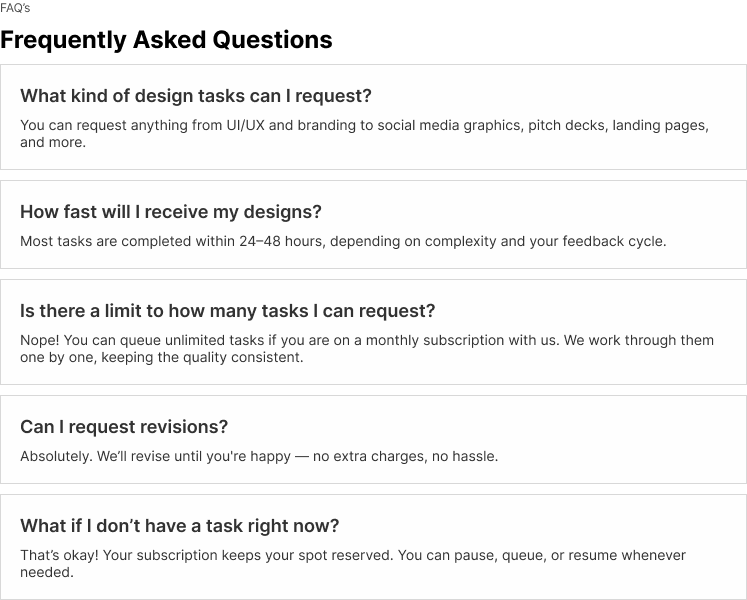 FAQ’s
Frequently Asked Questions
What kind of design tasks can I request?
You can request anything from UI/UX and branding to social media graphics, pitch decks, landing pages,
and more.
How fast will I receive my designs?
Most tasks are completed within 24–48 hours, depending on complexity and your feedback cycle.
Is there a limit to how many tasks I can request?
Nope! You can queue unlimited tasks if you are on a monthly subscription with us. We work through them
one by one, keeping the quality consistent.
Can I request revisions?
Absolutely. We’ll revise until you're happy — no extra charges, no hassle.
What if I don’t have a task right now?
That’s okay! Your subscription keeps your spot reserved. You can pause, queue, or resume whenever
needed.